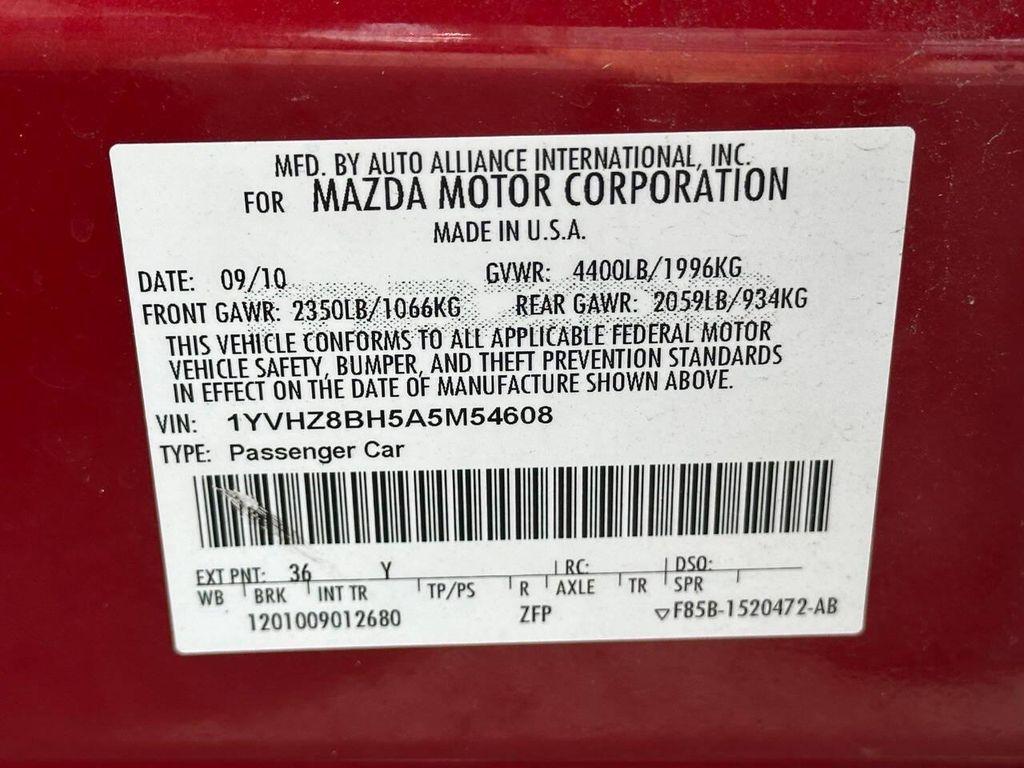 MFD. BY AUTO ALLIANCE INTERNATIONAL, INC.
FOR MAZDA MOTOR CORPORATION
MADE IN U.S.A.
DATE: 09/10 GVWR: 4400LB/1996KG
FRONT GAWR: 2350LB/1066KG REAR GAWR: 2059LB/934KG
THIS VEHICLE CONFORMS TO ALL APPLICABLE FEDERAL MOTOR
VEHICLE SAFETY, BUMPER, AND THEFT PREVENTION STANDARDS
IN EFFECT ON THE DATE OF MANUFACTURE SHOWN ABOVE.
VIN: 1YVHZ8BH5A5M54608
TYPE: Passenger Car
EXT PNT: 36 Y RC: DSO:
WB BRK INT TR TP/PS R AXLE TR SPR
1201009012680 ZFP ▽F85B-1520472-AB